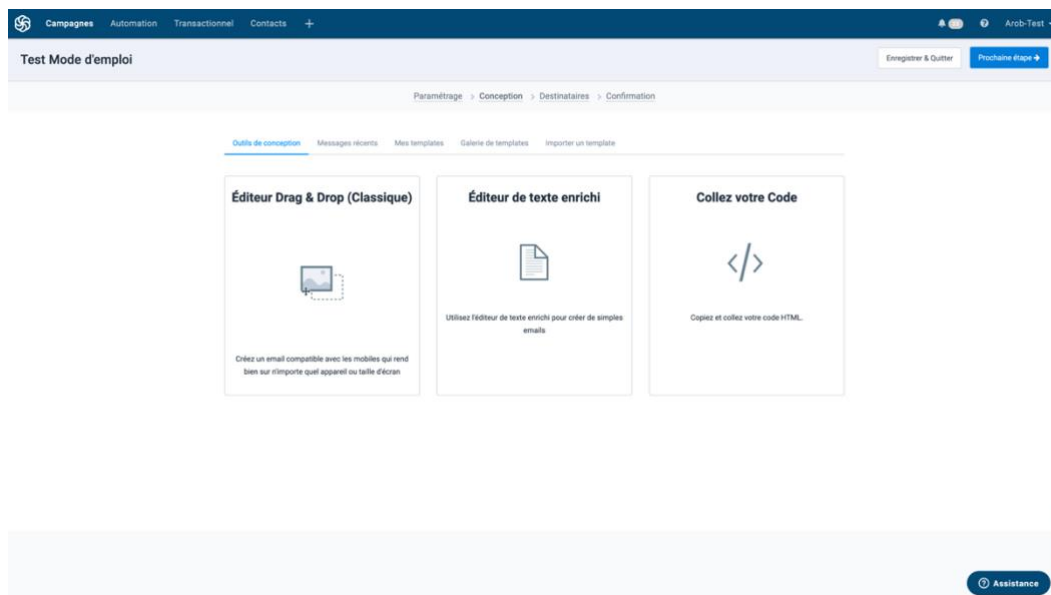 Campagnes Automation Transactionnel Contacts +
Arob-Test
Test Mode d'emploi
Enregistrer & Quitter
Prochaine étape →
Paramétrage > Conception > Destinataires > Confirmation
Outils de conception Messages récents Mes templates Galerie de templates Importer un template
Éditeur Drag & Drop (Classique)
Créez un email compatible avec les mobiles qui rend
bien sur n'importe quel appareil ou taille d'écran
Éditeur de texte enrichi
Utilisez l'éditeur de texte enrichi pour créer de simples
emails
Collez votre Code
</>
Copiez et collez votre code HTML.
Assistance